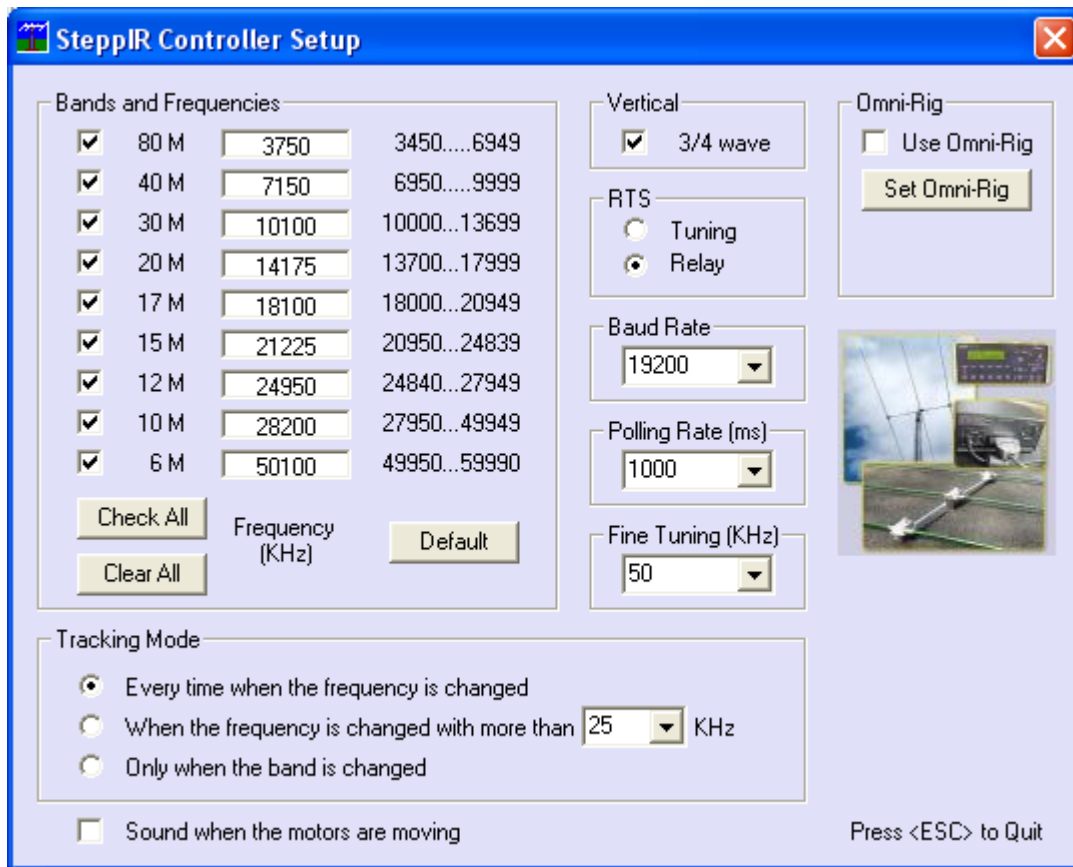 SteppIR Controller Setup
Bands and Frequencies
80 M 3750 3450.....6949
40 M 7150 6950.....9999
30 M 10100 10000...13699
20 M 14175 13700...17999
17 M 18100 18000...20949
15 M 21225 20950...24839
12 M 24950 24840...27949
10 M 28200 27950...49949
6 M 50100 49950...59990
Check All
Clear All
Frequency
(KHz)
Default
Vertical
3/4 wave
RTS
Tuning
Relay
Baud Rate
19200
Polling Rate (ms)
1000
Fine Tuning (KHz)
50
Omni-Rig
Use Omni-Rig
Set Omni-Rig
Tracking Mode
Every time when the frequency is changed
When the frequency is changed with more than 25 KHz
Only when the band is changed
Sound when the motors are moving
Press <ESC> to Quit